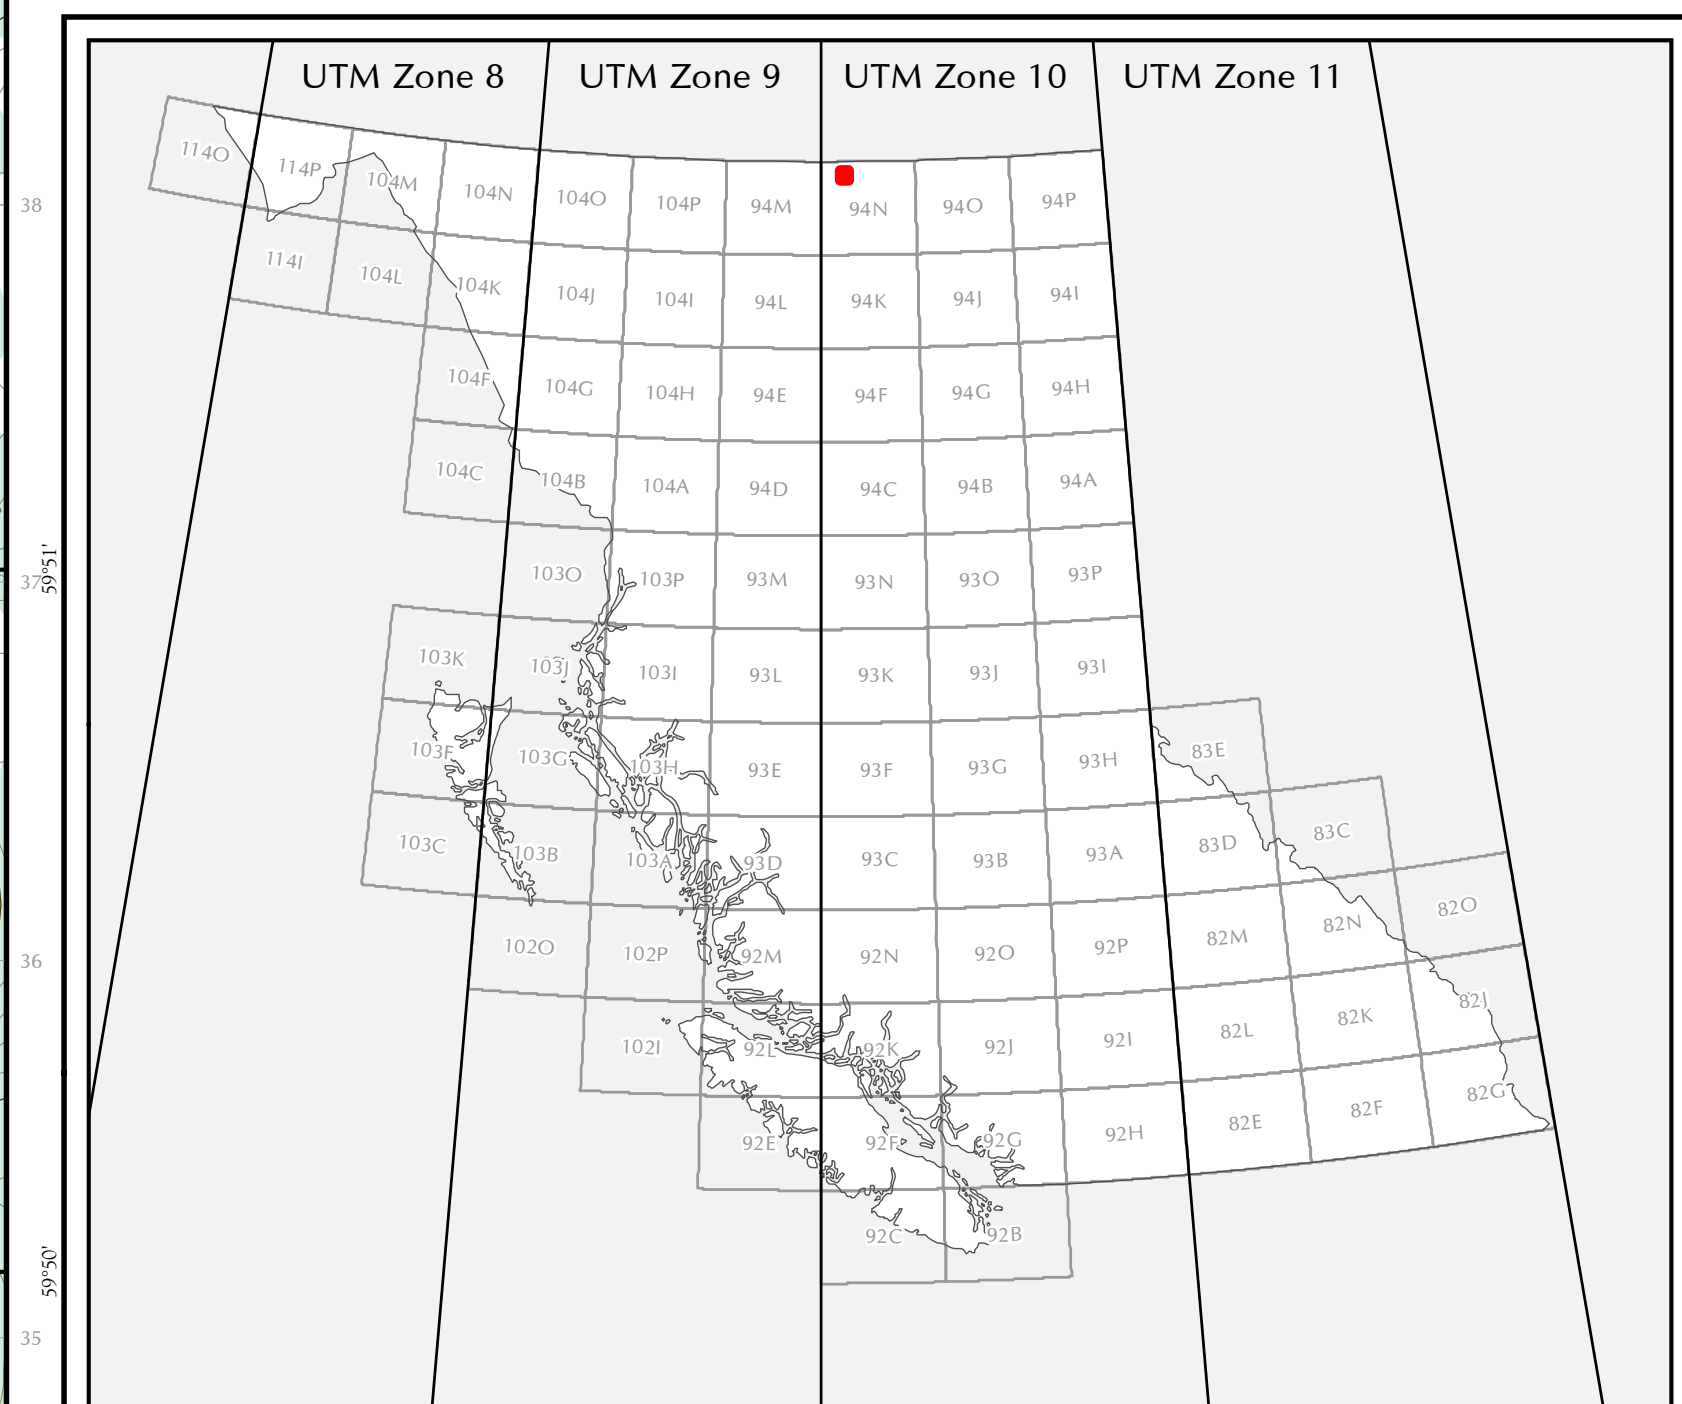 UTM Zone 8 UTM Zone 9 UTM Zone 10 UTM Zone 11
114O 114P 104M 104N 104O 104P 94M 94N 94O 94P
38
114I 104L 104K 104J 104I 94L 94K 94J 94I
104F 104G 104H 94E 94F 94G 94H
104C 104B 104A 94D 94C 94B 94A
37
59°51'
103O 103P 93M 93N 93O 93P
103K 103J 103I 93L 93K 93J 93I
103F 103G 103H 93E 93F 93G 93H 83E
103C 103B 103A 93D 93C 93B 93A 83D 83C
36
102O 102P 92M 92N 92O 92P 82M 82N 82O
102I 92L 92K 92J 92I 82L 82K 82J
92E 92F 92G 92H 82E 82F 82G
92C 92B
59°50'
35